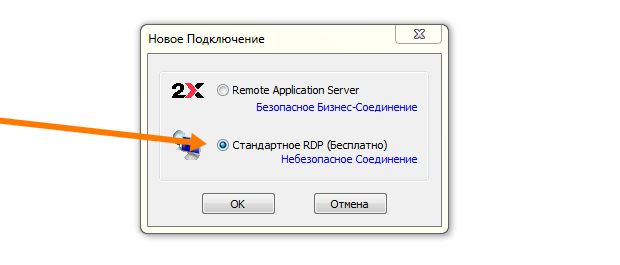 Новое Подключение
2X
Remote Application Server
Безопасное Бизнес-Соединение
Стандартное RDP (Бесплатно)
Небезопасное Соединение
OK
Отмена